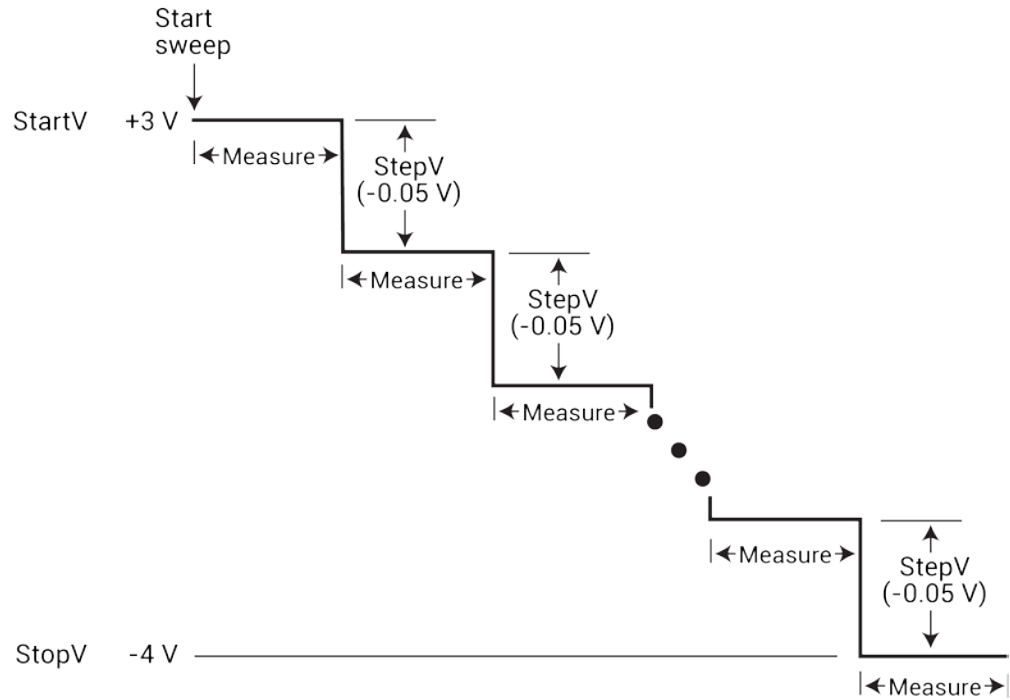 Start
sweep
StartV +3 V
Measure
StepV
(-0.05 V)
Measure
StepV
(-0.05 V)
Measure
Measure
StepV
(-0.05 V)
StopV -4 V
Measure